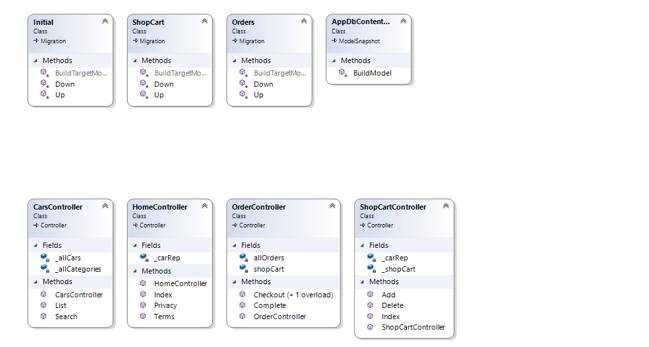 Initial
Class
Migration
Methods
BuildTargetMo...
Down
Up
ShopCart
Class
Migration
Methods
BuildTargetMo...
Down
Up
Orders
Class
Migration
Methods
BuildTargetMo...
Down
Up
AppDbContent...
Class
ModelSnapshot
Methods
BuildModel
CarsController
Class
Controller
Fields
_allCars
_allCategories
Methods
CarsController
List
Search
HomeController
Class
Controller
Fields
_carRep
Methods
HomeController
Index
Privacy
Terms
OrderController
Class
Controller
Fields
allOrders
shopCart
Methods
Checkout (+ 1 overload)
Complete
OrderController
ShopCartController
Class
Controller
Fields
_carRep
_shopCart
Methods
Add
Delete
Index
ShopCartController